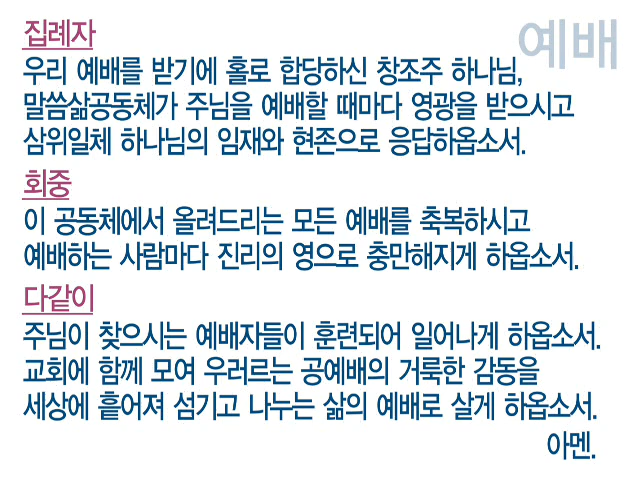 예배
집례자
우리 예배를 받기에 홀로 합당하신 창조주 하나님,
말씀삶공동체가 주님을 예배할 때마다 영광을 받으시고
삼위일체 하나님의 임재와 현존으로 응답하옵소서.
회중
이 공동체에서 올려드리는 모든 예배를 축복하시고
예배하는 사람마다 진리의 영으로 충만해지게 하옵소서.
다같이
주님이 찾으시는 예배자들이 훈련되어 일어나게 하옵소서.
교회에 함께 모여 우러르는 공예배의 거룩한 감동을
세상에 흩어져 섬기고 나누는 삶의 예배로 살게 하옵소서.
아멘.